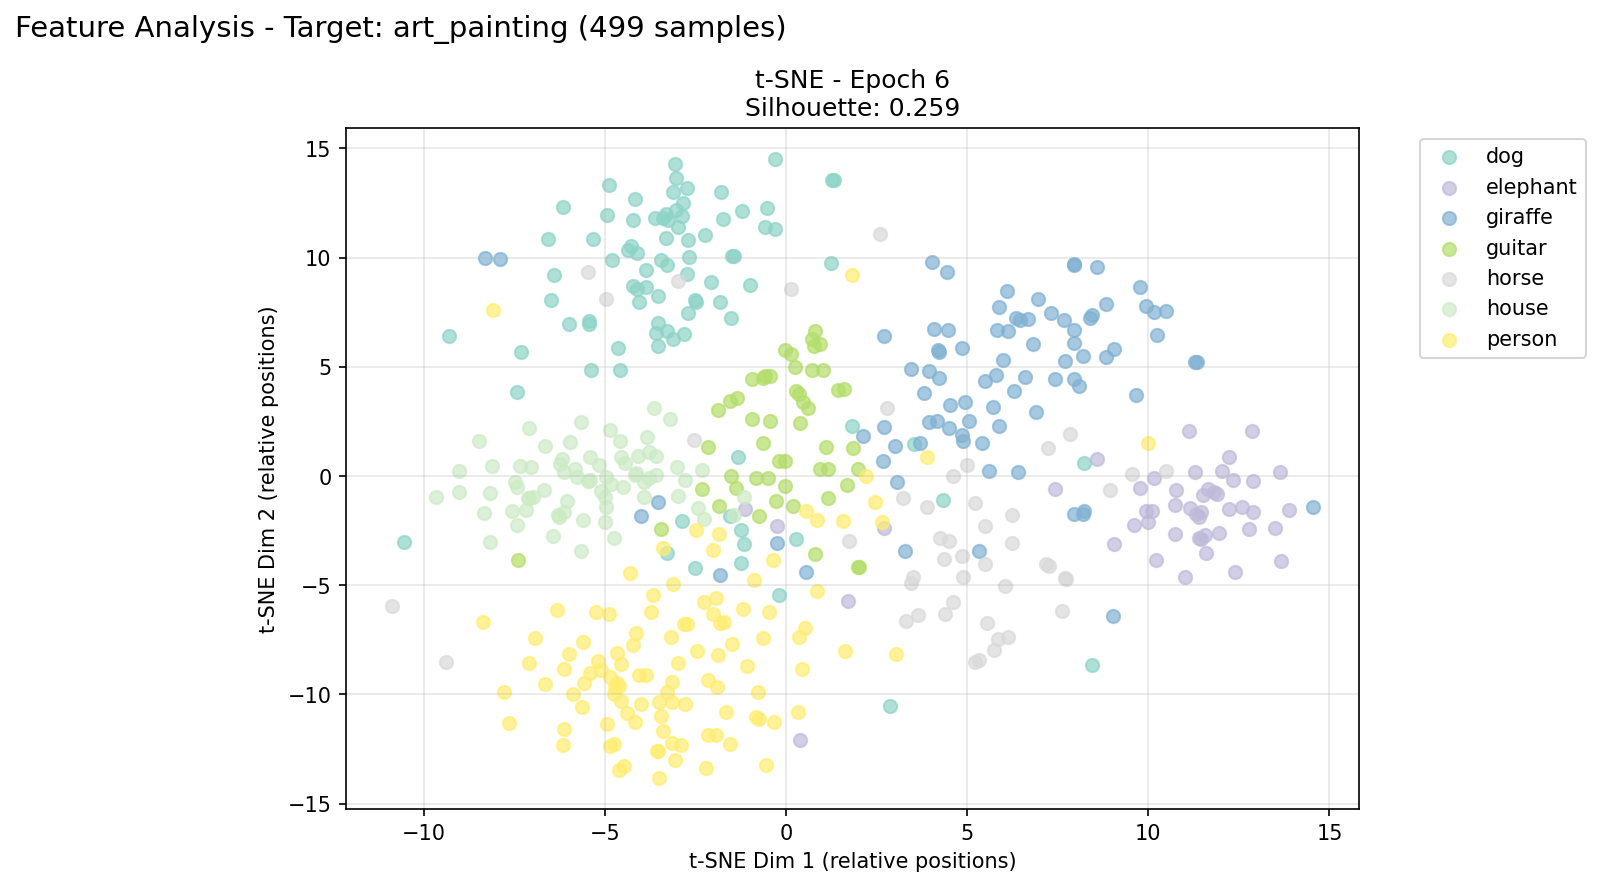 Feature Analysis - Target: art_painting (499 samples)
t-SNE - Epoch 6
Silhouette: 0.259
15
10
5
0
−5
−10
−15
t-SNE Dim 2 (relative positions)
−10
−5
0
5
10
15
t-SNE Dim 1 (relative positions)
dog
elephant
giraffe
guitar
horse
house
person